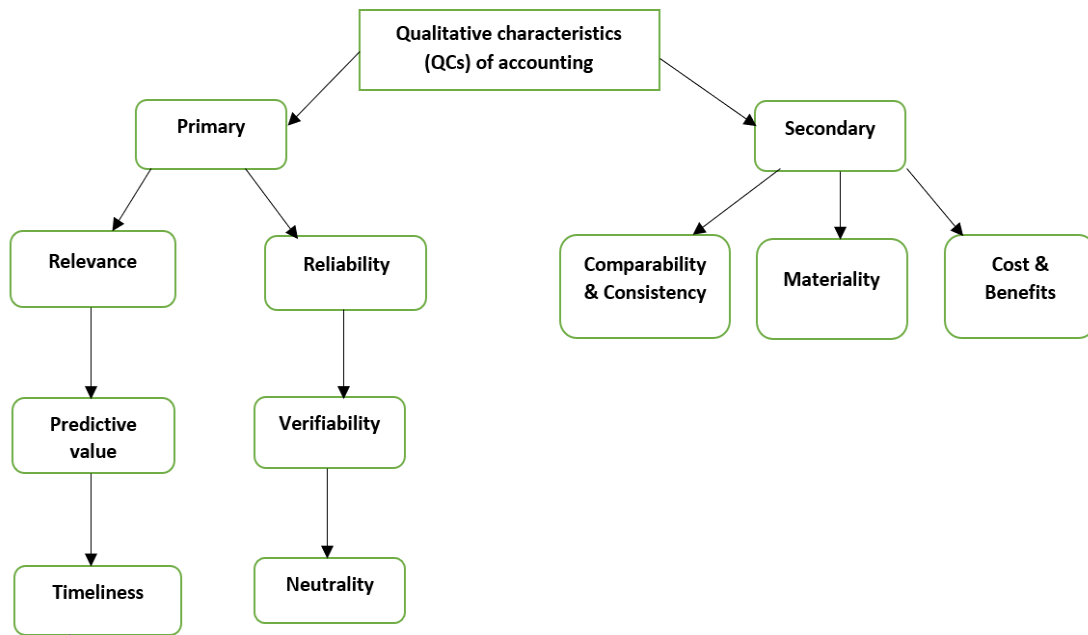 Qualitative characteristics
(QCs) of accounting
Primary
Secondary
Relevance
Reliability
Comparability
& Consistency
Materiality
Cost &
Benefits
Predictive
value
Verifiability
Timeliness
Neutrality